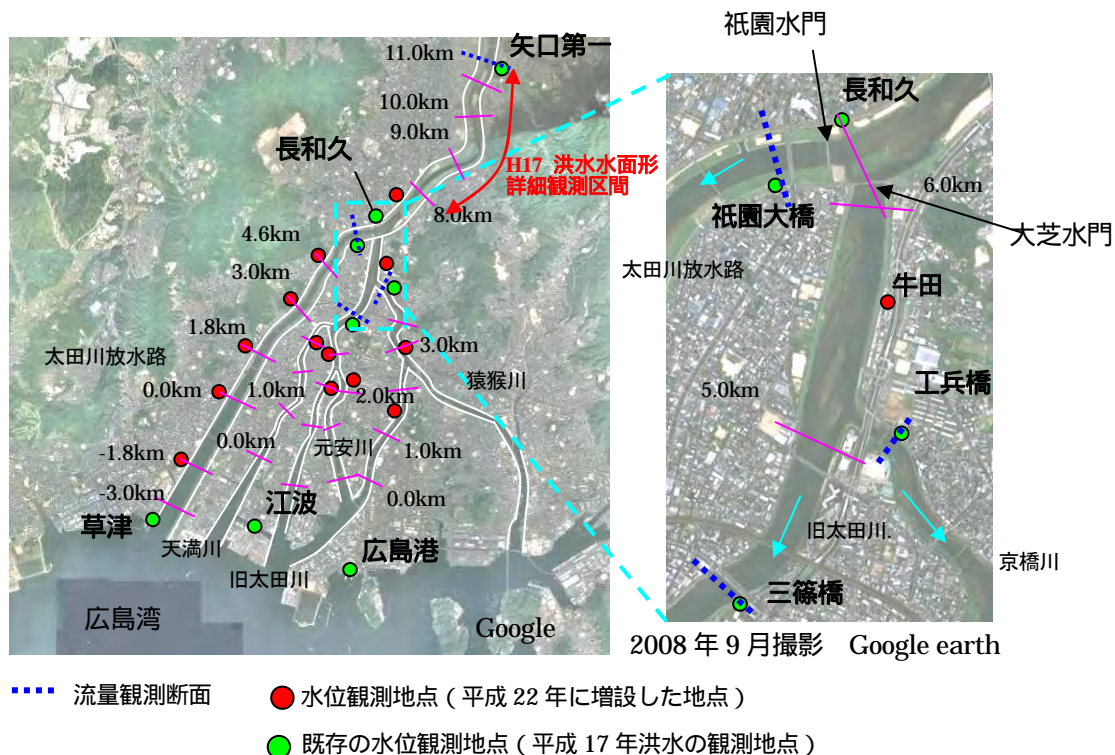 祇園水門
11.0km
矢口第一
長和久
10.0km
9.0km
長和久
H17 洪水水面形
詳細観測区間
6.0km
8.0km
祇園大橋
大芝水門
4.6km
太田川放水路
3.0km
牛田
1.8km
3.0km
太田川放水路
猿猴川
工兵橋
5.0km
0.0km
1.0km
2.0km
元安川
1.0km
0.0km
-1.8km
0.0km
-3.0km
江波
草津
天満川
旧太田川.
広島港
京橋川
旧太田川
三篠橋
広島湾
Google
2008 年 9 月撮影 Google earth
流量観測断面
水位観測地点(平成 22 年に増設した地点)
既存の水位観測地点(平成 17 年洪水の観測地点)